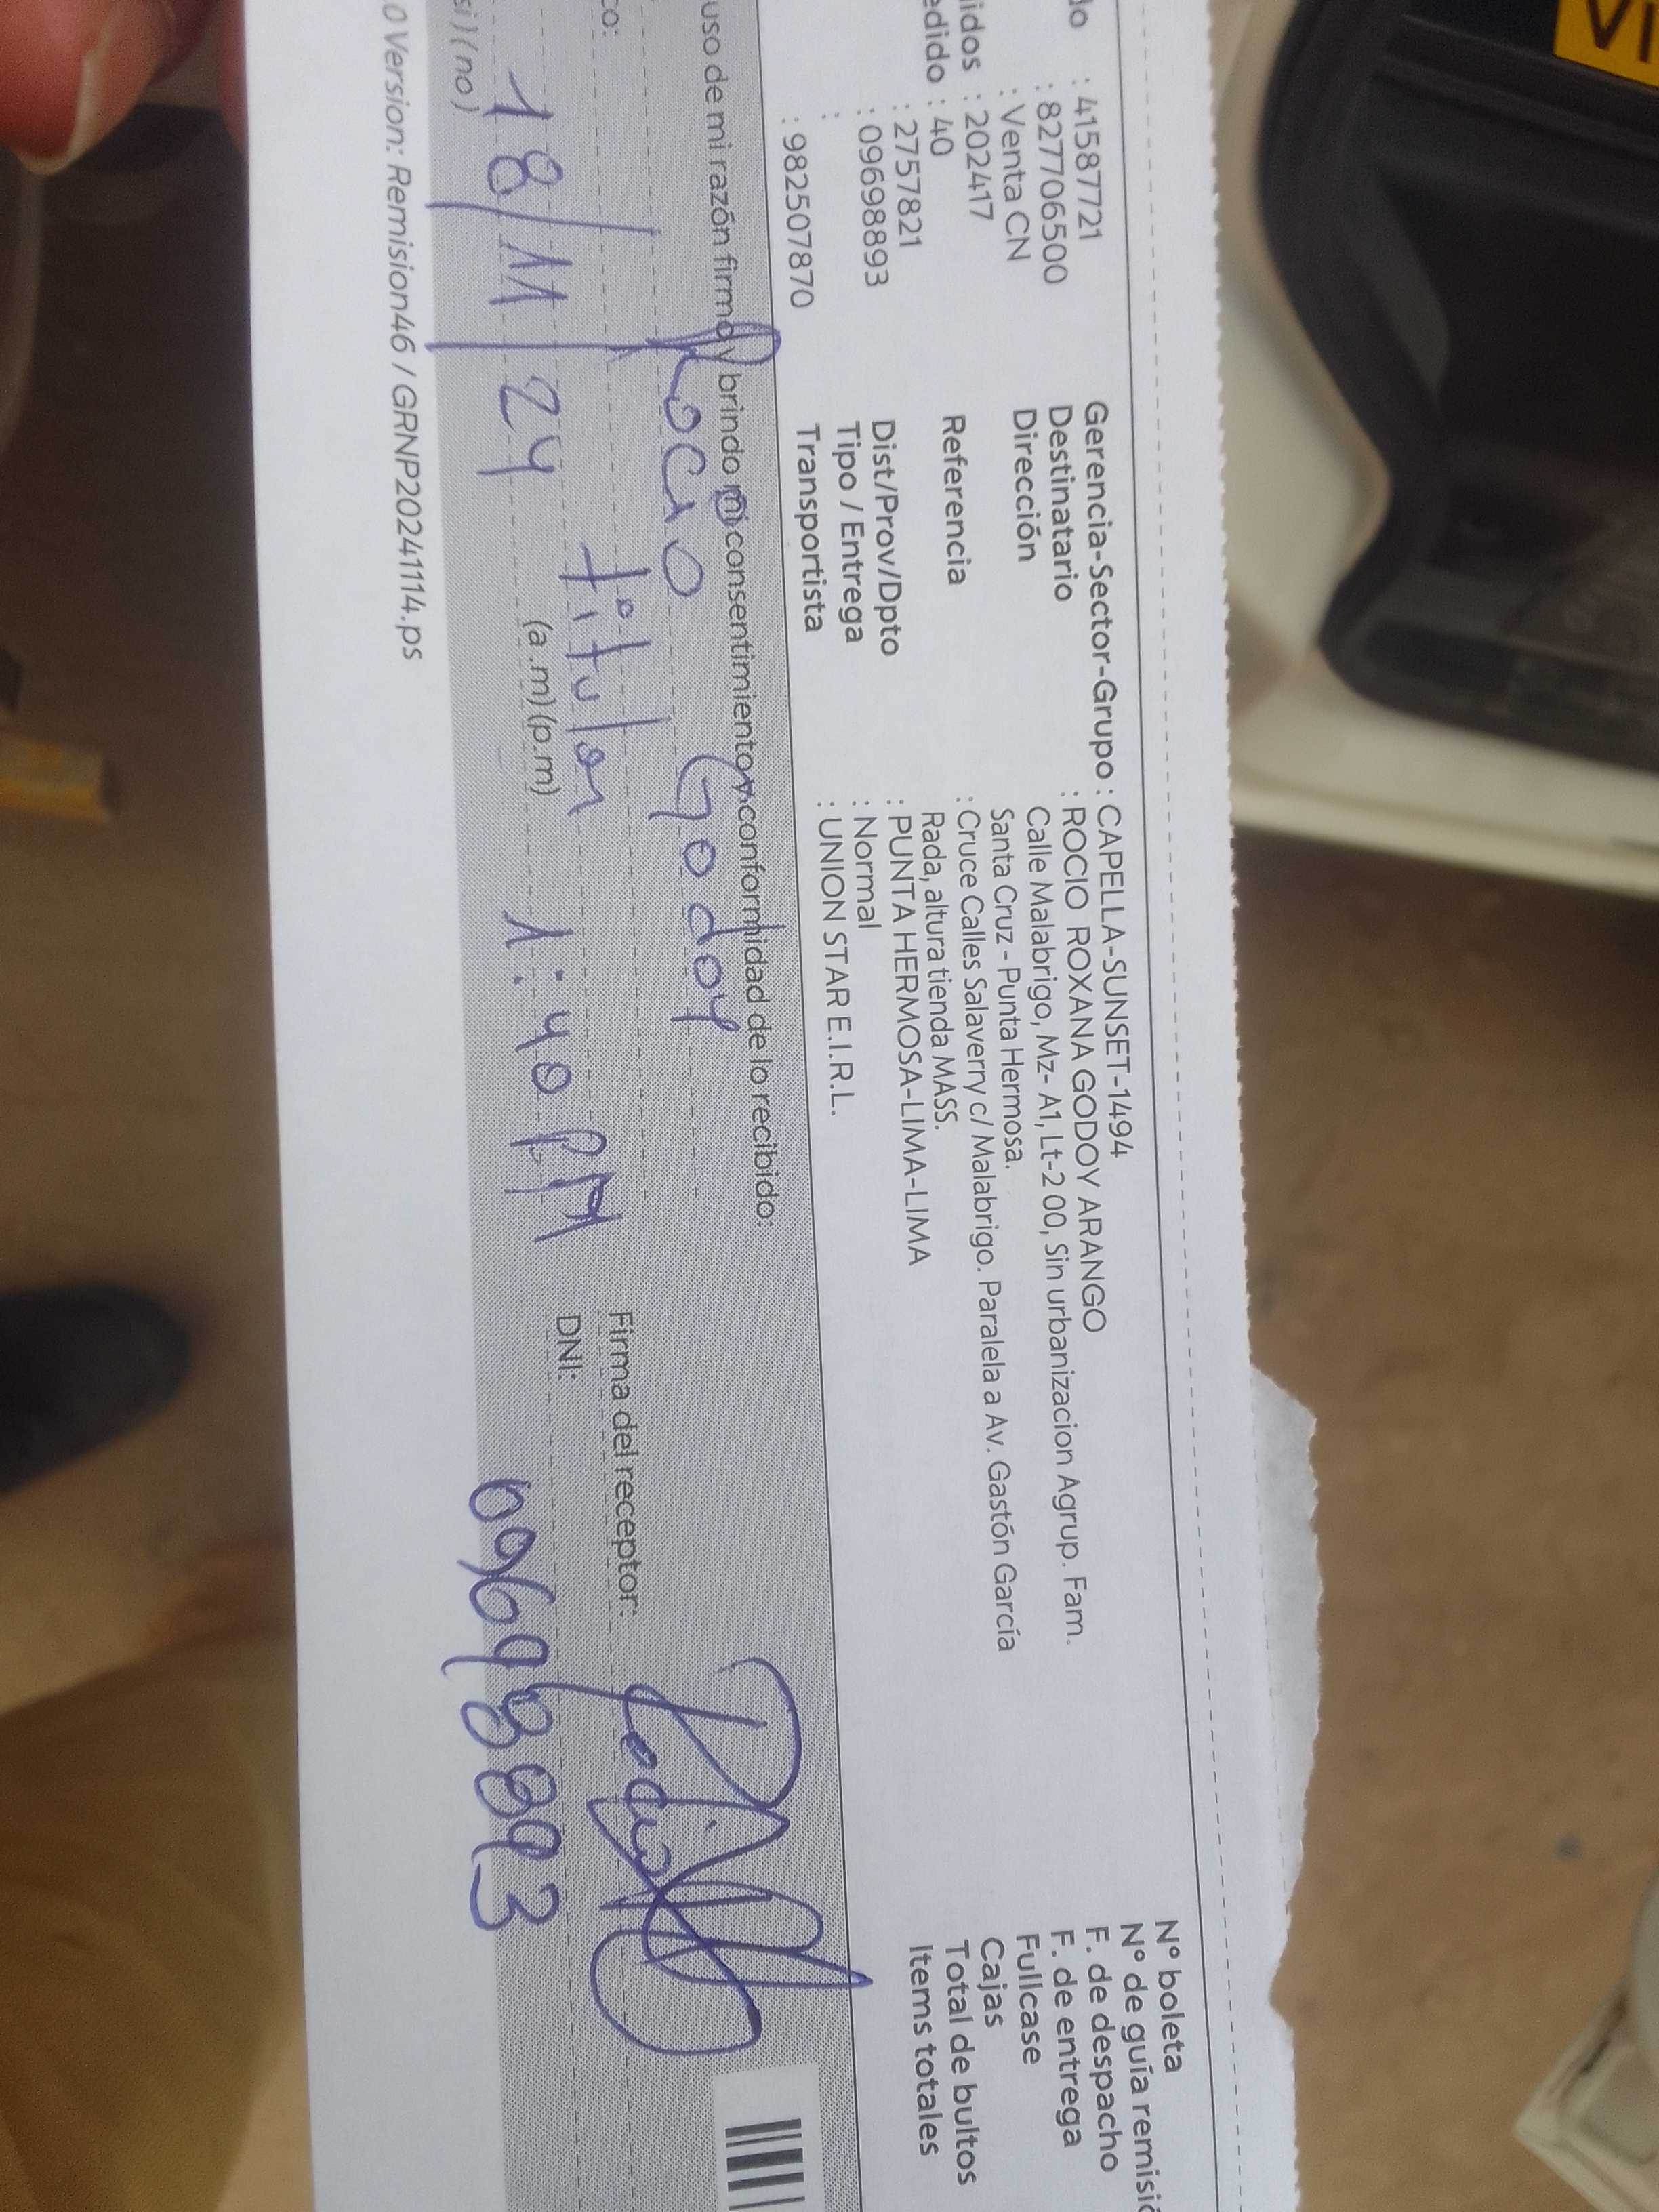 VI
do : 41587721
: 827706500
: Venta CN
idos : 202417
edido : 40
: 2757821
: 09698893
:
: 982507870
Gerencia-Sector-Grupo : CAPELLA-SUNSET-1494
Destinatario : ROCIO ROXANA GODOY ARANGO
Dirección Calle Malabrigo, Mz- A1, Lt-2 00, Sin urbanizacion Agrup. Fam.
Santa Cruz - Punta Hermosa.
Referencia : Cruce Calles Salaverry c/ Malabrigo. Paralela a Av. Gastón García
Rada, altura tienda MASS.
Dist/Prov/Dpto : PUNTA HERMOSA-LIMA-LIMA
Tipo / Entrega : Normal
Transportista : UNION STAR E.I.R.L.
N° boleta
N° de guía remisió
F. de despacho
F. de entrega
Fullcase
Cajas
Total de bultos
Items totales
uso de mi razón firmo y brindo mi consentimiento y conformidad de lo recibido:
Rocio Godoy
co:
titular
18/11/24 (a.m)(p.m) 1:40 PM
si ) ( no )
Firma del receptor:
DNI: 09698893
.0 Version: Remision46 / GRNP20241114.ps